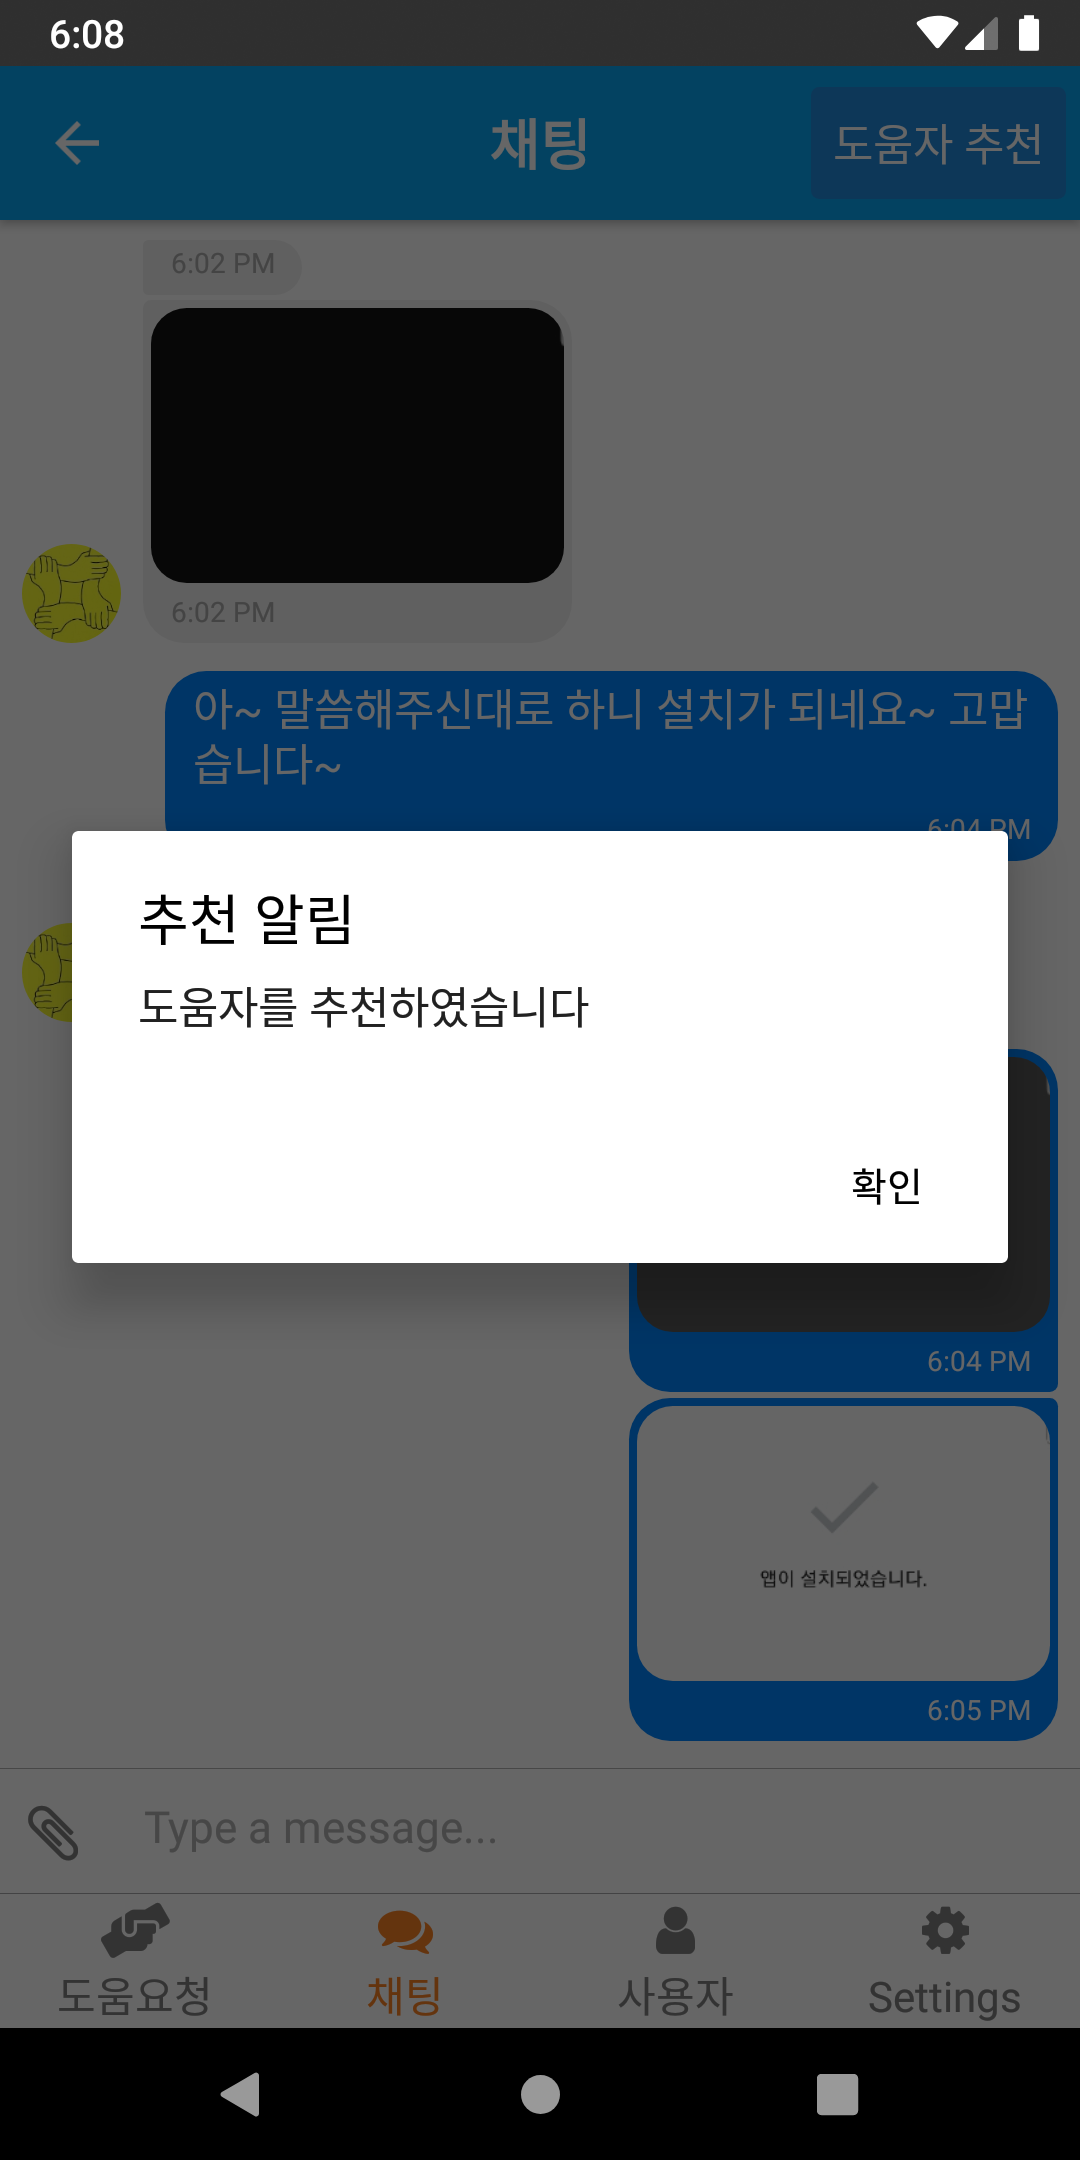 6:08
채팅
도움자 추천
6:02 PM
6:02 PM
아~ 말씀해주신대로 하니 설치가 되네요~ 고맙
습니다~
6:04 PM
추천 알림
도움자를 추천하였습니다
확인
6:04 PM
앱이 설치되었습니다.
6:05 PM
Type a message...
도움요청
채팅
사용자
Settings